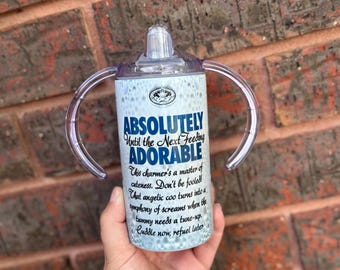 ABSOLUTELY
Until the Next Feeding
ADORABLE
This charmer's a master of
cuteness. Don't be fooled!
That angelic coo turns into a
symphony of screams when the
tummy needs a tune-up.
Cuddle now, refuel later